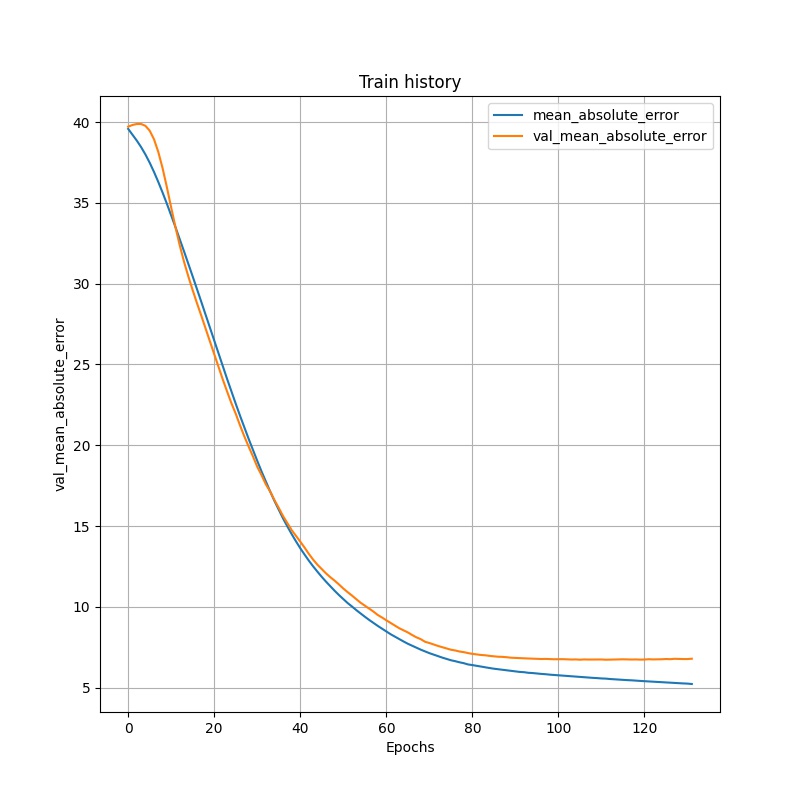 Train history
mean_absolute_error
val_mean_absolute_error
40
35
30
25
20
15
10
5
val_mean_absolute_error
0 20 40 60 80 100 120
Epochs